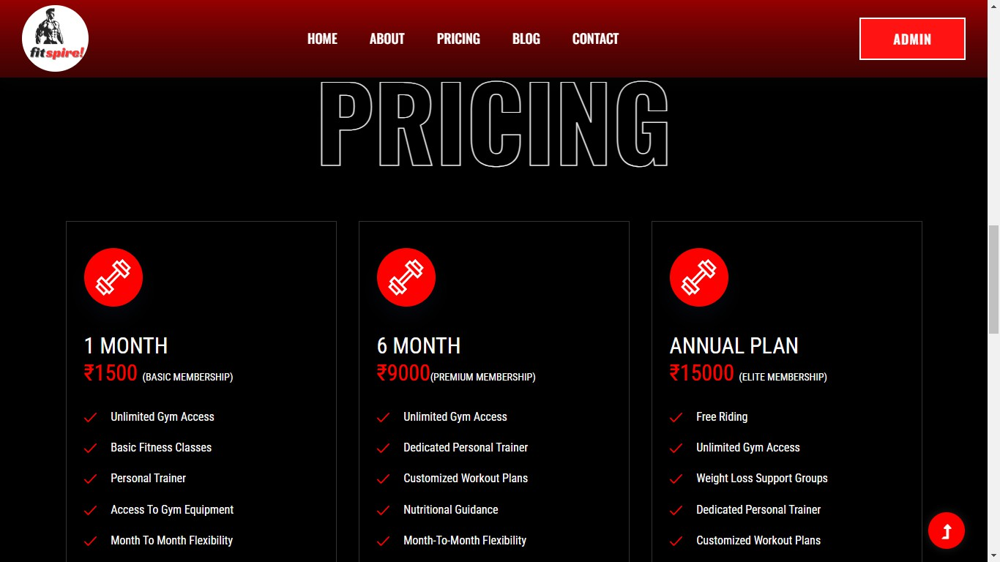 fitspire!
HOME ABOUT PRICING BLOG CONTACT ADMIN
PRICING
1 MONTH
₹1500 (BASIC MEMBERSHIP)
Unlimited Gym Access
Basic Fitness Classes
Personal Trainer
Access To Gym Equipment
Month To Month Flexibility
6 MONTH
₹9000(PREMIUM MEMBERSHIP)
Unlimited Gym Access
Dedicated Personal Trainer
Customized Workout Plans
Nutritional Guidance
Month-To-Month Flexibility
ANNUAL PLAN
₹15000 (ELITE MEMBERSHIP)
Free Riding
Unlimited Gym Access
Weight Loss Support Groups
Dedicated Personal Trainer
Customized Workout Plans